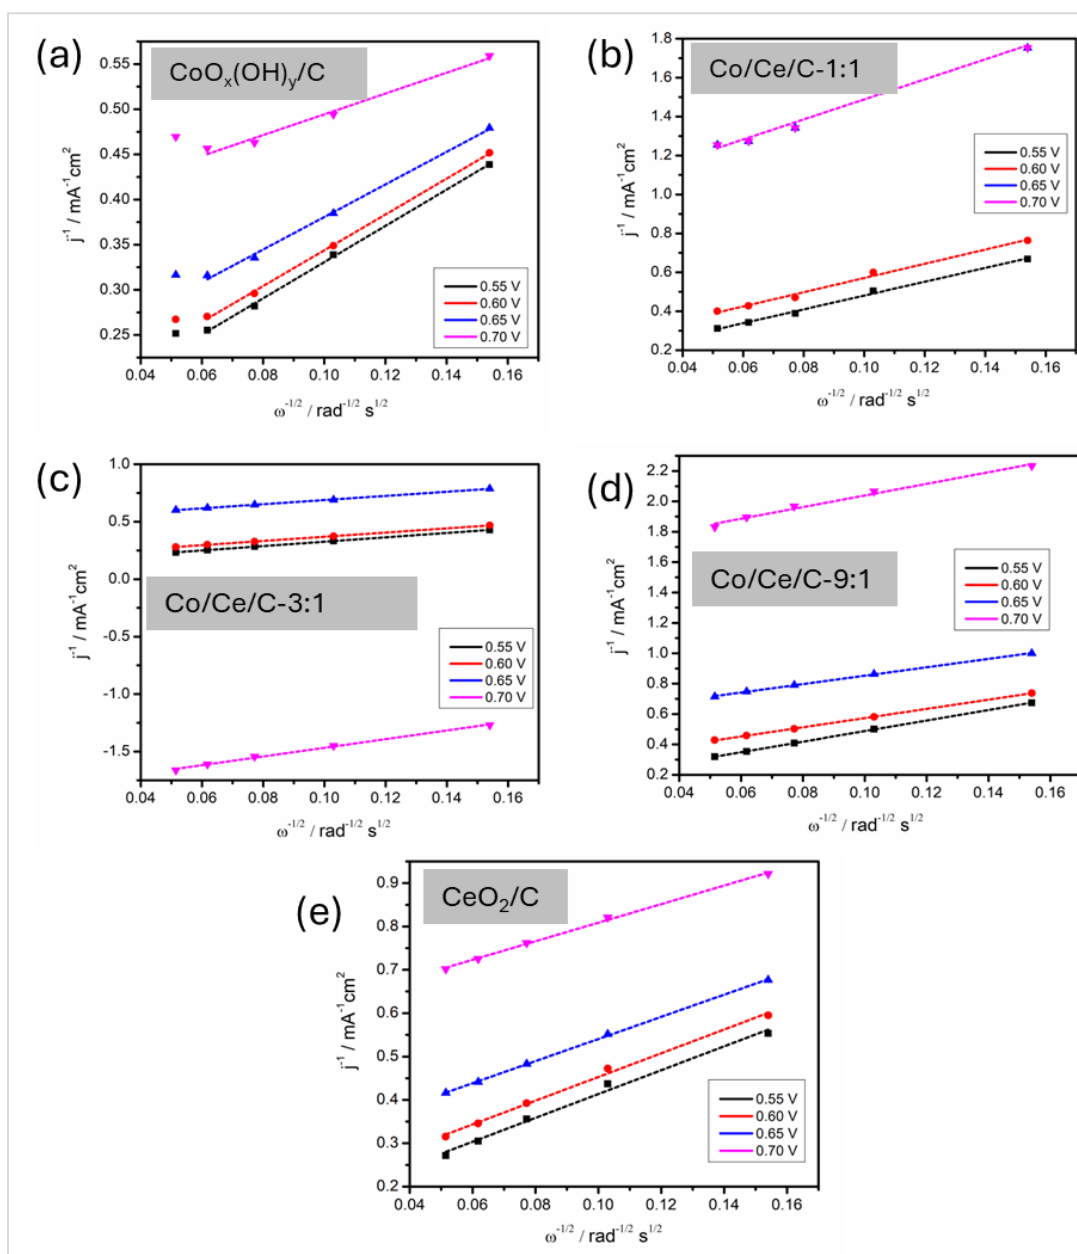 (a)
CoOx(OH)y/C
0.55
0.50
0.45
0.40
0.35
0.30
0.25
j-1 / mA-1cm2
0.55 V
0.60 V
0.65 V
0.70 V
0.04 0.06 0.08 0.10 0.12 0.14 0.16
ω-1/2 / rad-1/2 s1/2
(b)
Co/Ce/C-1:1
1.8
1.6
1.4
1.2
1.0
0.8
0.6
0.4
0.2
j-1 / mA-1cm2
0.55 V
0.60 V
0.65 V
0.70 V
0.04 0.06 0.08 0.10 0.12 0.14 0.16
ω-1/2 / rad-1/2 s1/2
(c)
Co/Ce/C-3:1
1.0
0.5
0.0
-0.5
-1.0
-1.5
j-1 / mA-1cm2
0.55 V
0.60 V
0.65 V
0.70 V
0.04 0.06 0.08 0.10 0.12 0.14 0.16
ω-1/2 / rad-1/2 s1/2
(d)
Co/Ce/C-9:1
2.2
2.0
1.8
1.0
0.8
0.6
0.4
0.2
j-1 / mA-1cm2
0.55 V
0.60 V
0.65 V
0.70 V
0.04 0.06 0.08 0.10 0.12 0.14 0.16
ω-1/2 / rad-1/2 s1/2
(e)
CeO2/C
0.9
0.8
0.7
0.6
0.5
0.4
0.3
0.2
j-1 / mA-1cm2
0.55 V
0.60 V
0.65 V
0.70 V
0.04 0.06 0.08 0.10 0.12 0.14 0.16
ω-1/2 / rad-1/2 s1/2